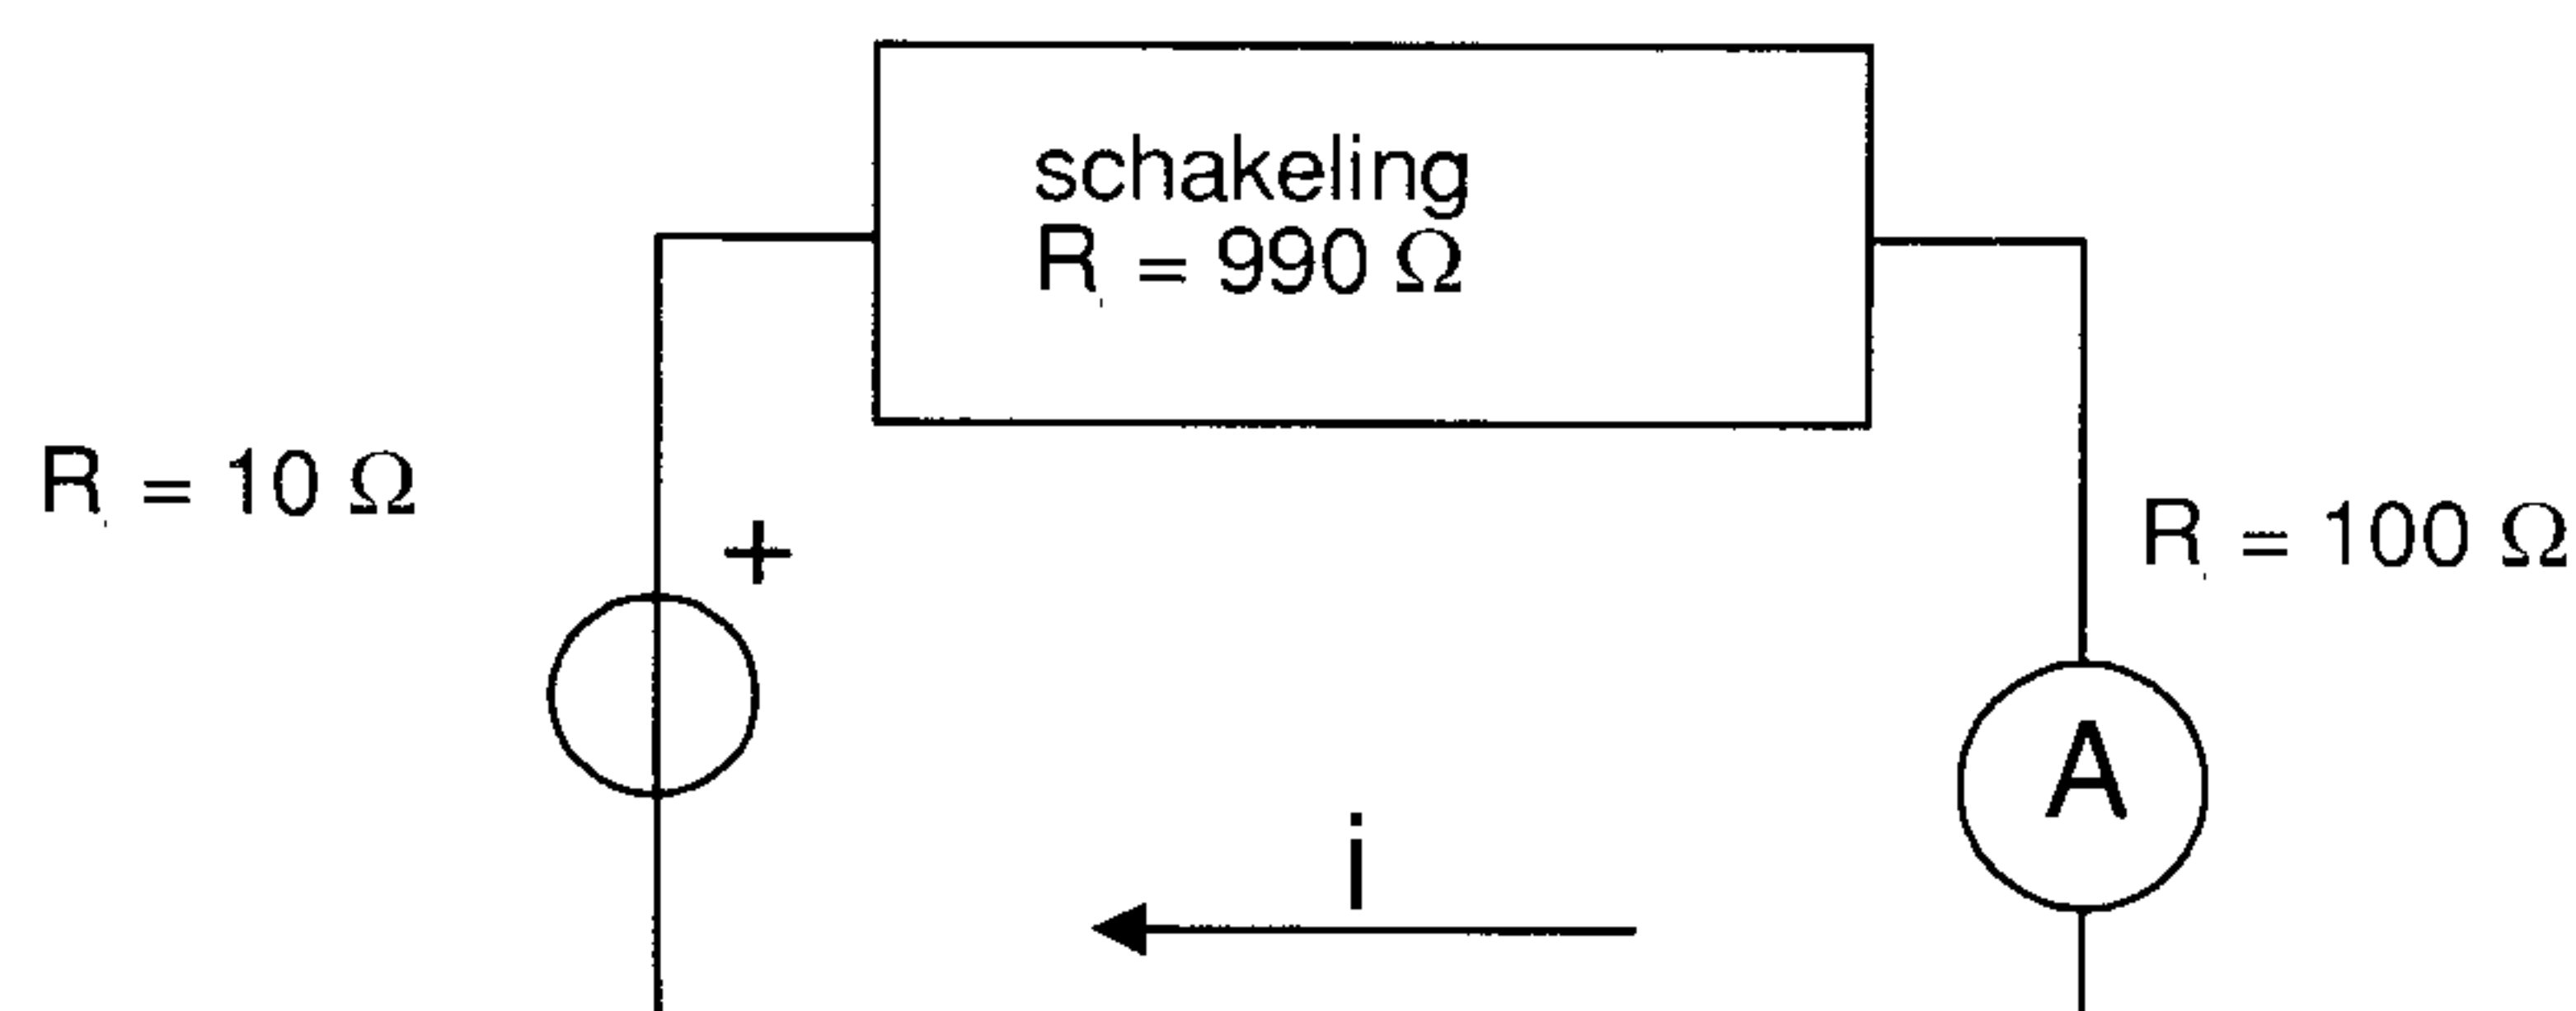 schakeling
R = 990 Ω
R = 10 Ω
+
R = 100 Ω
A
i